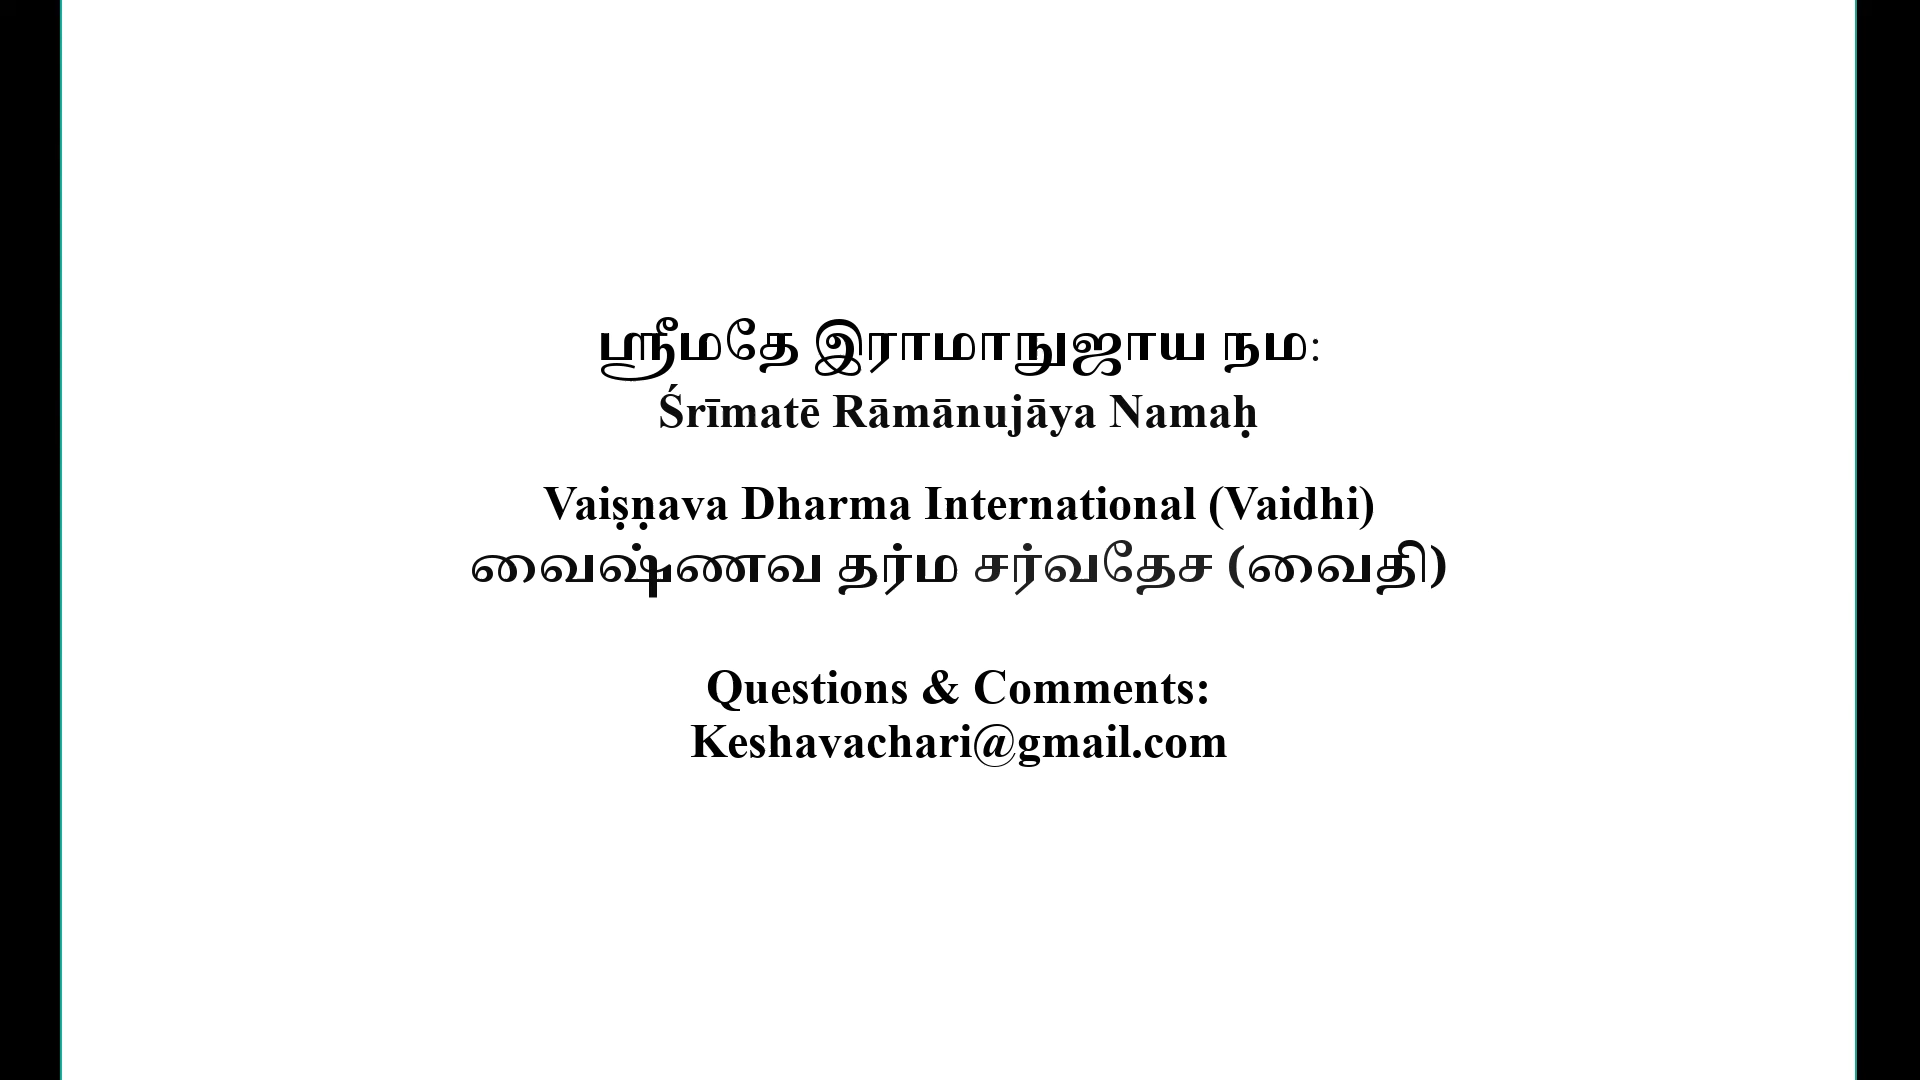 ஸ்ரீமதே இராமாநுஜாய நம:
Śrīmatē Rāmānujāya Namaḥ
Vaiṣṇava Dharma International (Vaidhi)
வைஷ்ணவ தர்ம சர்வதேச (வைதி)
Questions & Comments:
Keshavachari@gmail.com